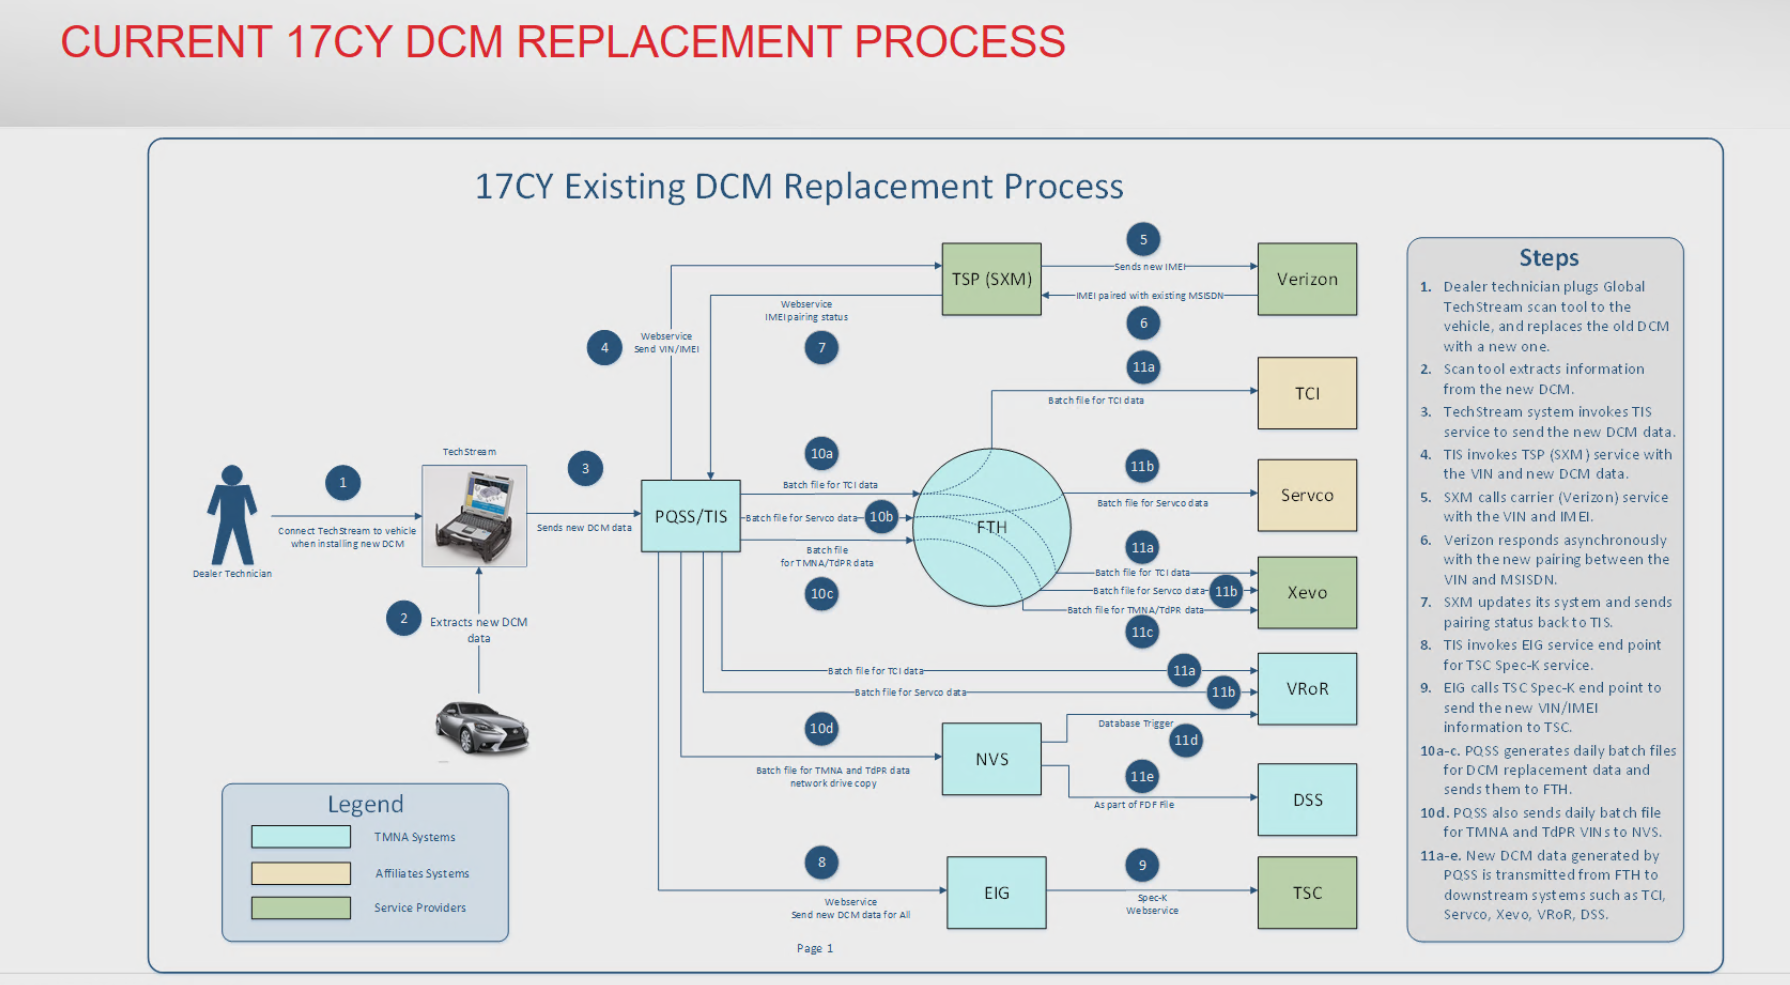 CURRENT 17CY DCM REPLACEMENT PROCESS
17CY Existing DCM Replacement Process
5
TSP (SXM)
Sends new IMEI
Verizon
IMEI paired with existing MSISDN
6
Webservice
IMEI pairing status
7
4
Webservice
Send VIN/IMEI
11a
Batch file for TCI data
TCI
TechStream
1
Connect TechStream to vehicle
when installing new DCM
Dealer Technician
3
Sends new DCM data
PQSS/TIS
10a
Batch file for TCI data
Batch file for Servco data
10b
Batch file
for TMNA/TdPR data
10c
FTH
11b
Batch file for Servco data
Servco
11a
Batch file for TCI data
Batch file for Servco data
11b
Batch file for TMNA/TdPR data
11c
Xevo
2
Extracts new DCM
data
Batch file for TCI data
11a
Batch file for Servco data
11b
VRoR
10d
Batch file for TMNA and TdPR data
network drive copy
NVS
Database Trigger
11d
11e
As part of FDF File
DSS
8
Webservice
Send new DCM data for All
EIG
9
Spec-K
Webservice
TSC
Page 1
Legend
TMNA Systems
Affiliates Systems
Service Providers
Steps
1. Dealer technician plugs Global
TechStream scan tool to the
vehicle, and replaces the old DCM
with a new one.
2. Scan tool extracts information
from the new DCM.
3. TechStream system invokes TIS
service to send the new DCM data.
4. TIS invokes TSP (SXM) service with
the VIN and new DCM data.
5. SXM calls carrier (Verizon) service
with the VIN and IMEI.
6. Verizon responds asynchronously
with the new pairing between the
VIN and MSISDN.
7. SXM updates its system and sends
pairing status back to TIS.
8. TIS invokes EIG service end point
for TSC Spec-K service.
9. EIG calls TSC Spec-K end point to
send the new VIN/IMEI
information to TSC.
10a-c. PQSS generates daily batch files
for DCM replacement data and
sends them to FTH.
10d. PQSS also sends daily batch file
for TMNA and TdPR VINs to NVS.
11a-e. New DCM data generated by
PQSS is transmitted from FTH to
downstream systems such as TCI,
Servco, Xevo, VRoR, DSS.